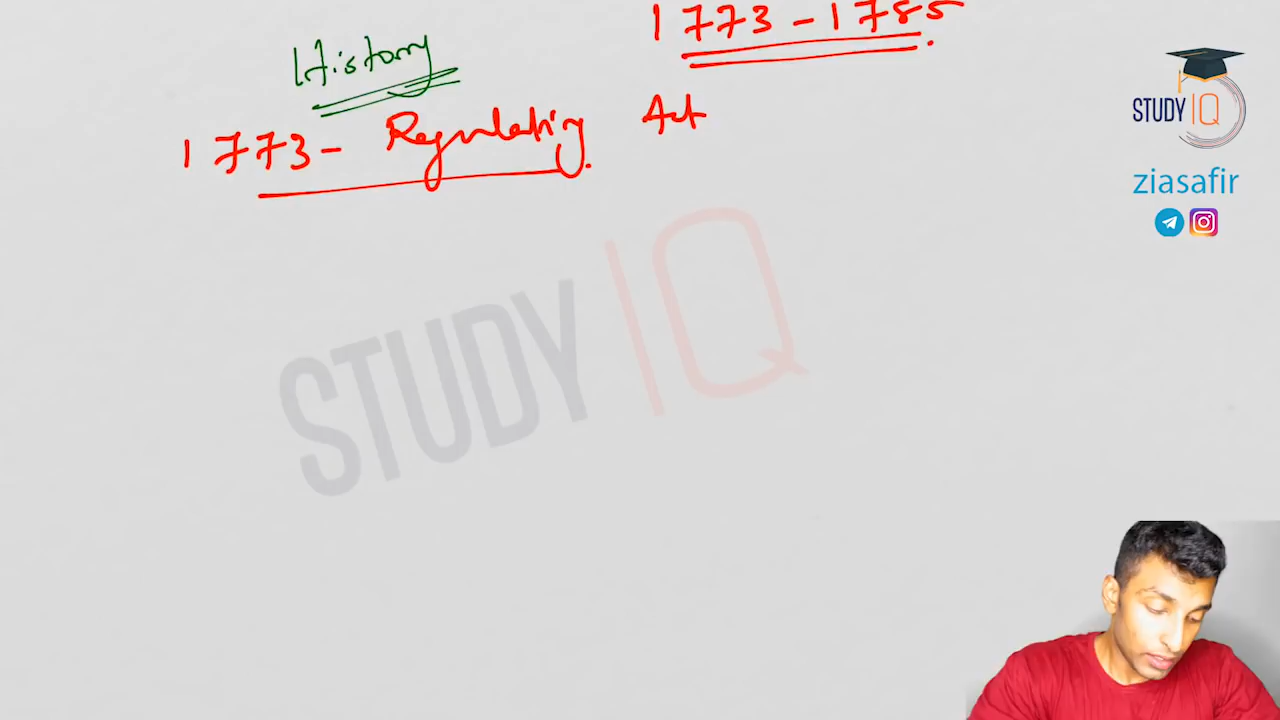 1773 - 1785
History
1773 - Regulating Act
STUDY IQ
STUDY IQ
ziasafir